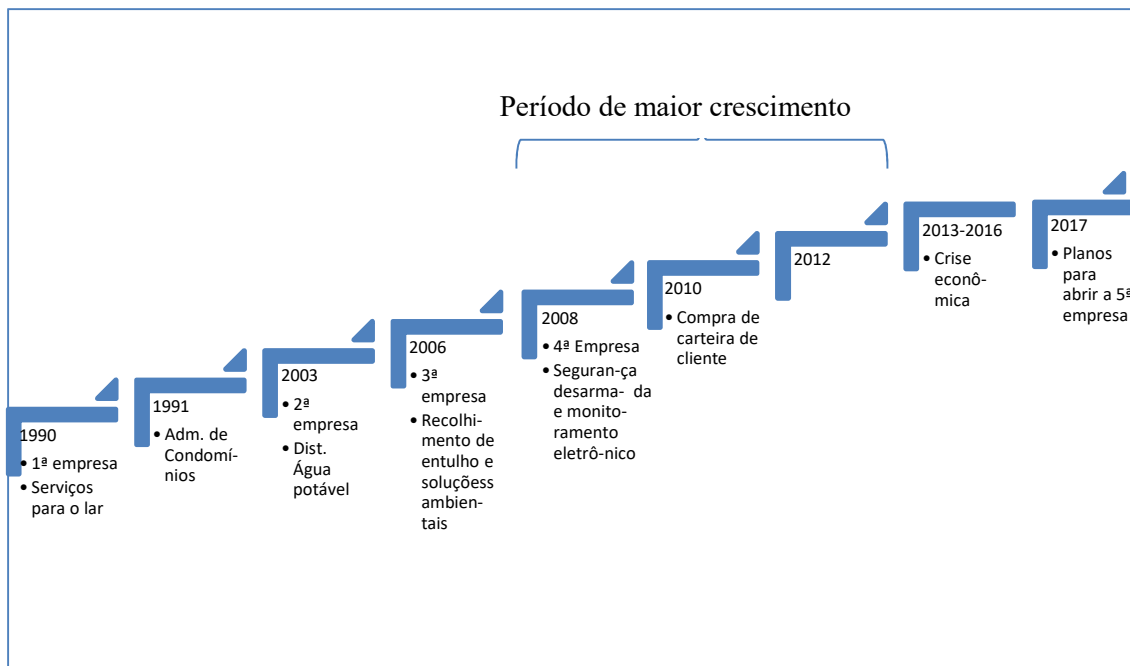 Período de maior crescimento
1990
• 1ª empresa
• Serviços
para o lar
1991
• Adm. de
Condomí-
nios
2003
• 2ª
empresa
• Dist.
Água
potável
2006
• 3ª
empresa
• Recolhi-
mento de
entulho e
soluçõess
ambien-
tais
2008
• 4ª Empresa
• Seguran-ça
desarma- da
e monito-
ramento
eletrô-nico
2010
• Compra de
carteira de
cliente
2012
2013-2016
• Crise
econô-
mica
2017
• Planos
para
abrir a 5ª
empresa